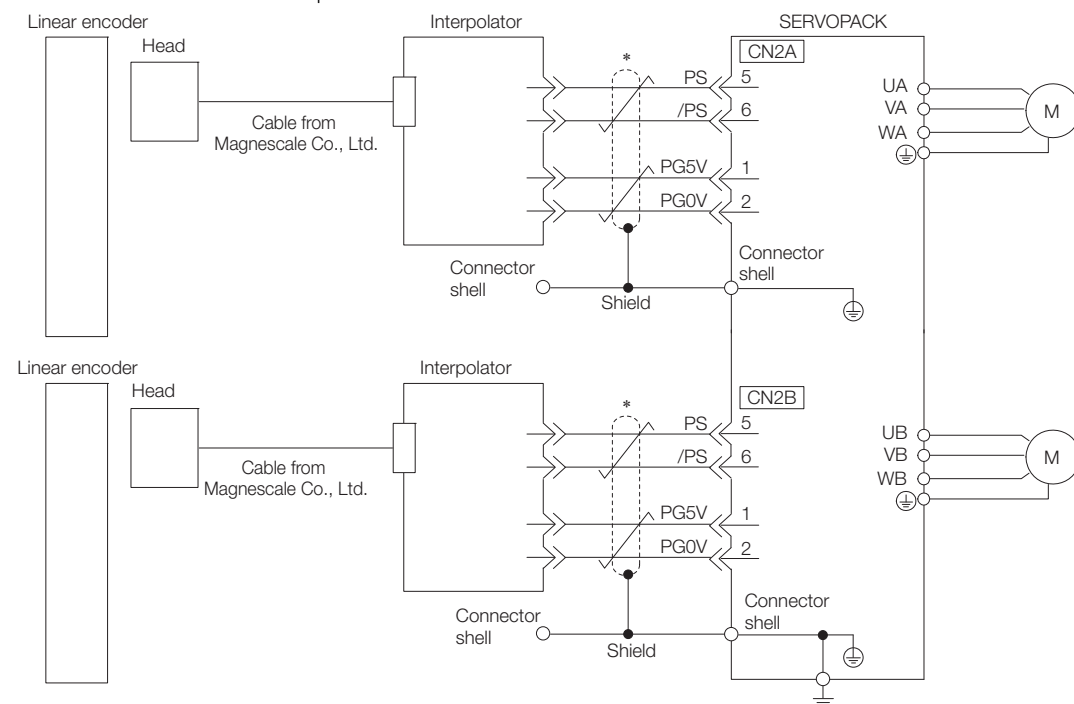 Linear encoder
Interpolator
SERVOPACK
Head
*
CN2A
PS
5
/PS
6
PG5V
1
PG0V
2
Cable from
Magnescale Co., Ltd.
UA
VA
WA
M
Connector
shell
Shield
Connector
shell
Linear encoder
Interpolator
Head
*
CN2B
PS
5
/PS
6
PG5V
1
PG0V
2
Cable from
Magnescale Co., Ltd.
UB
VB
WB
M
Connector
shell
Shield
Connector
shell